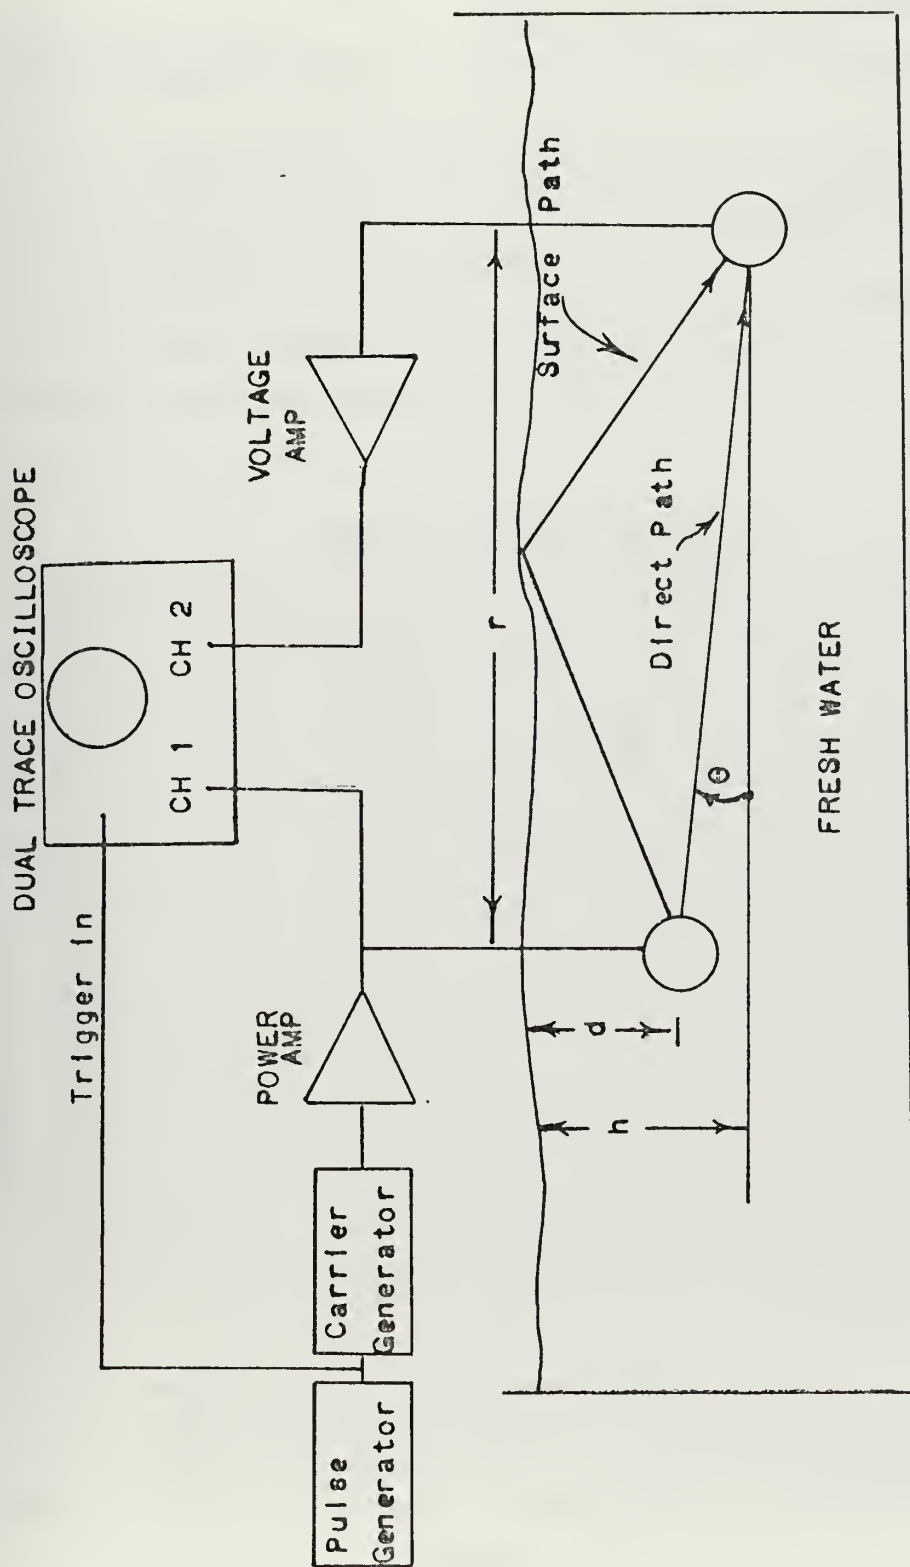 DUAL TRACE OSCILLOSCOPE
Trigger in
CH 1
CH 2
POWER
AMP
VOLTAGE
AMP
Pulse
Generator
Carrier
Generator
r
d
h
Surface Path
Direct Path
θ
FRESH WATER